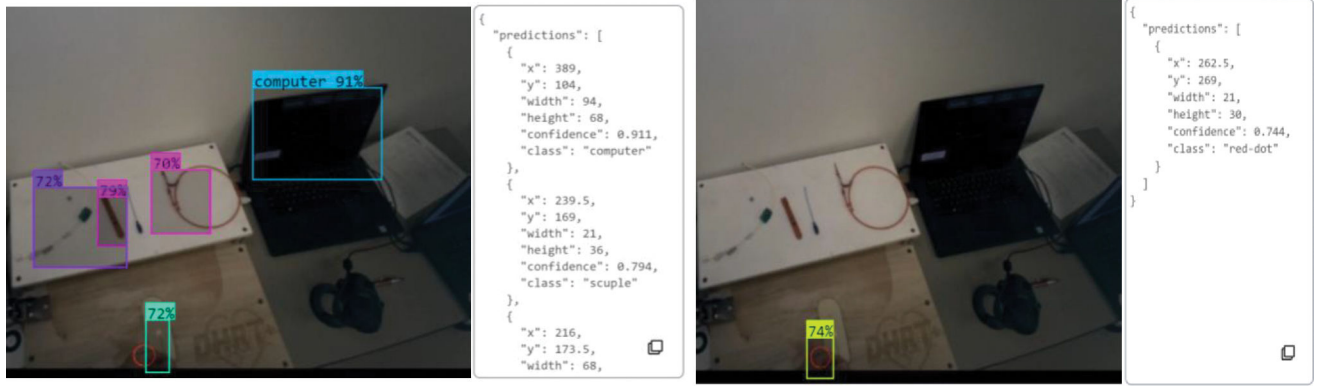 computer 91%
70%
72%
79%
72%
DHRT
{
"predictions": [
{
"x": 389,
"y": 104,
"width": 94,
"height": 68,
"confidence": 0.911,
"class": "computer"
},
{
"x": 239.5,
"y": 169,
"width": 21,
"height": 36,
"confidence": 0.794,
"class": "scuple"
},
{
"x": 216,
"y": 173.5,
"width": 68,
74%
DHRT
{
"predictions": [
{
"x": 262.5,
"y": 269,
"width": 21,
"height": 30,
"confidence": 0.744,
"class": "red-dot"
}
]
}